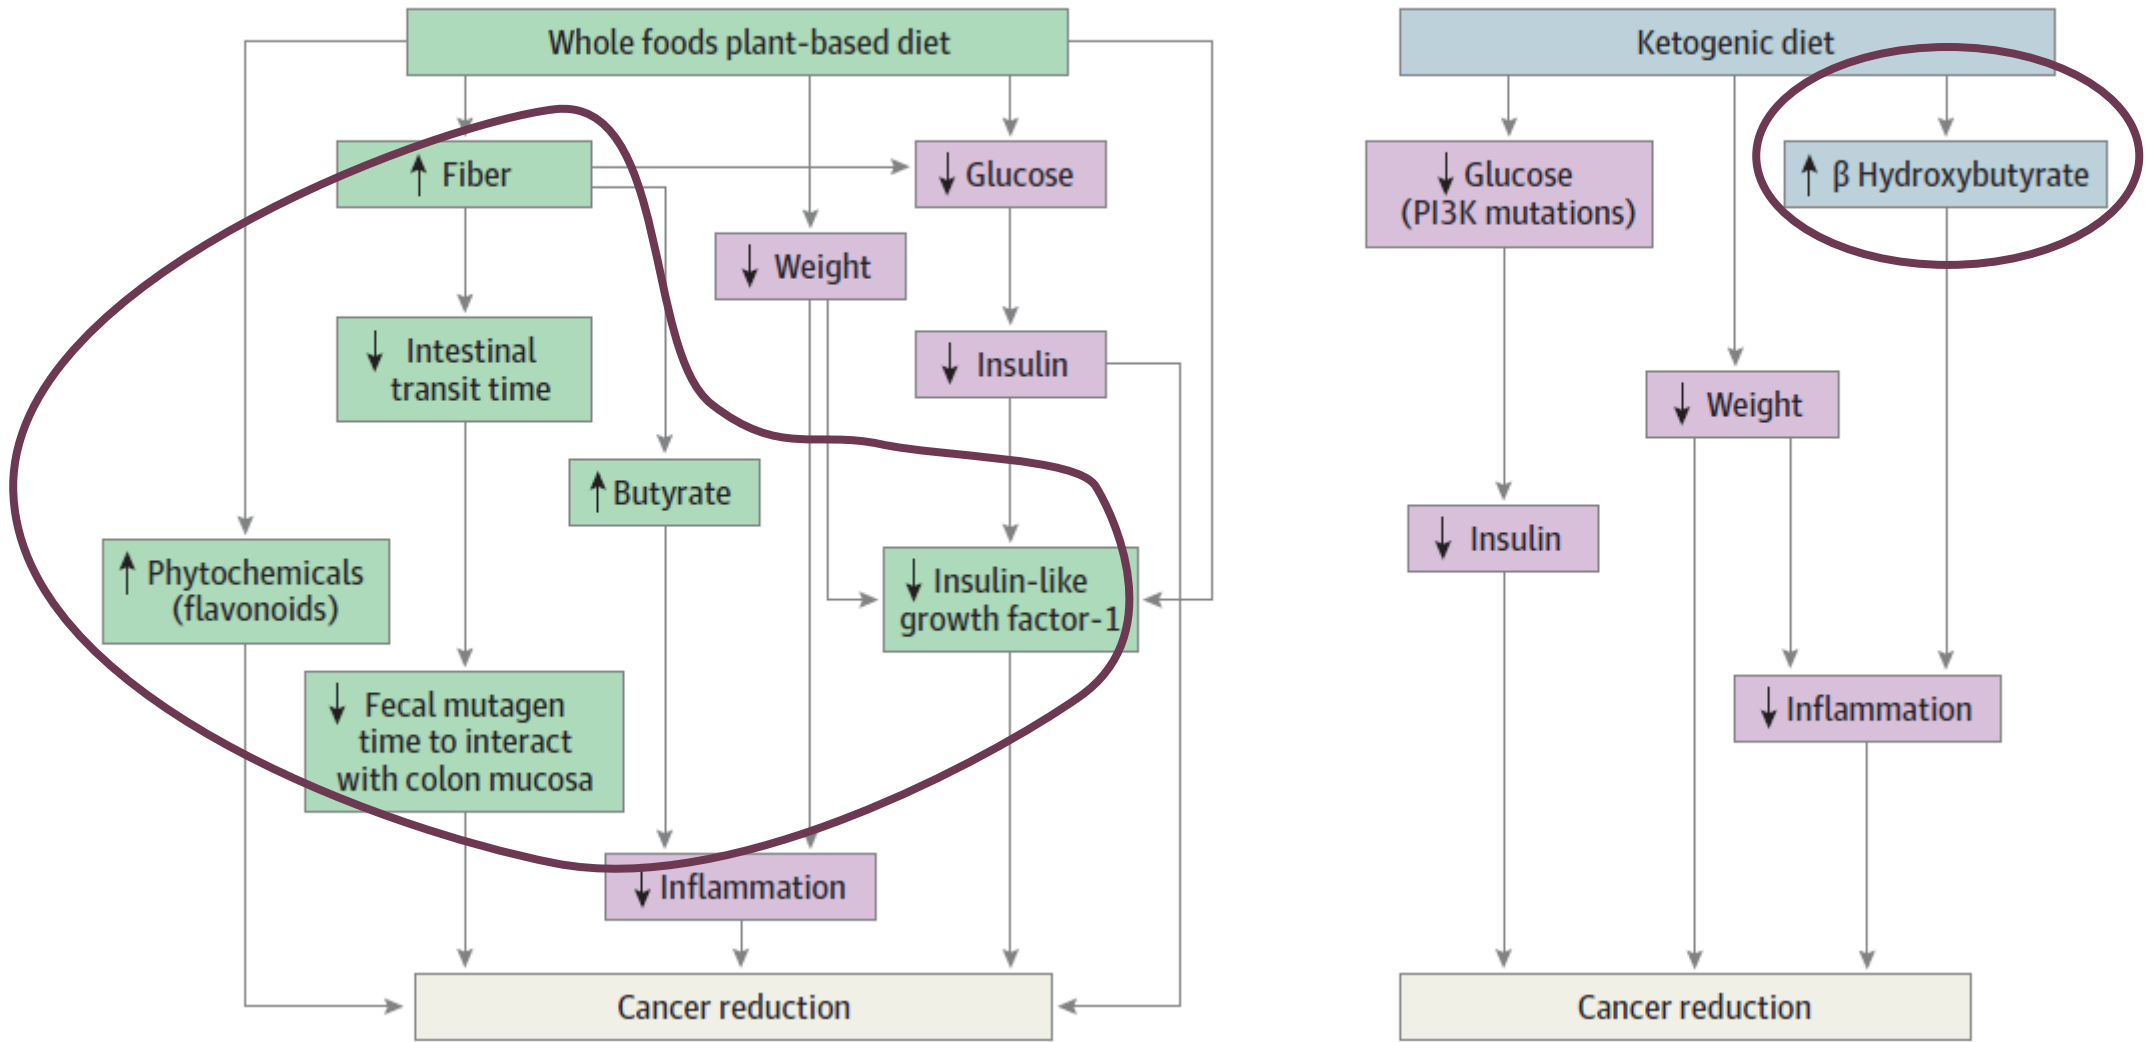 Whole foods plant-based diet
↑ Fiber
↓ Glucose
↓ Weight
↓ Intestinal
transit time
↓ Insulin
↑ Butyrate
↑ Phytochemicals
(flavonoids)
↓ Insulin-like
growth factor-1
↓ Fecal mutagen
time to interact
with colon mucosa
↓ Inflammation
Cancer reduction
Ketogenic diet
↓ Glucose
(PI3K mutations)
↑ β Hydroxybutyrate
↓ Weight
↓ Insulin
↓ Inflammation
Cancer reduction